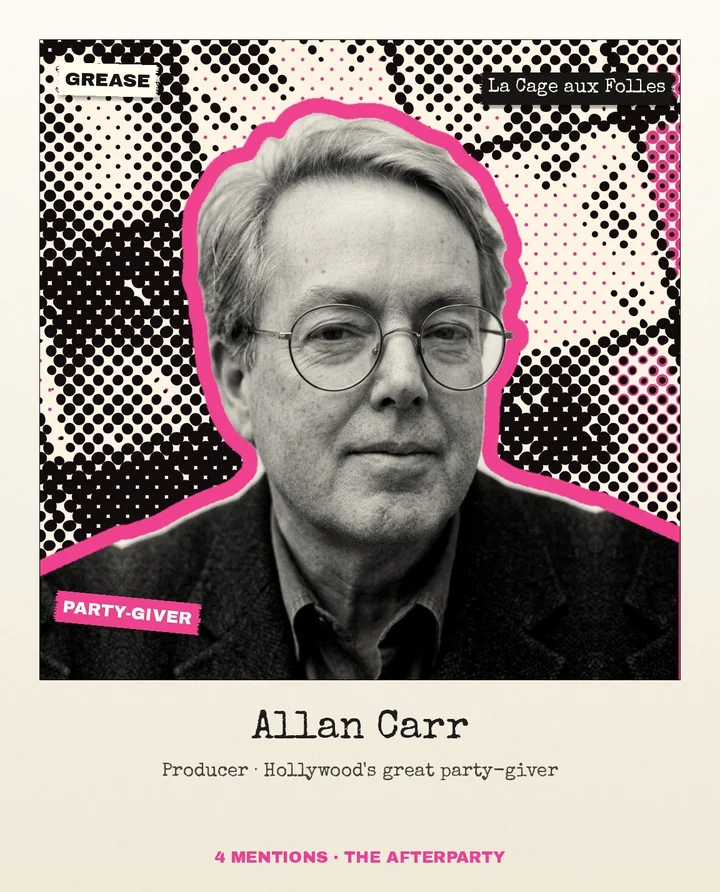 GREASE
La Cage aux Folles
PARTY-GIVER
Allan Carr
Producer · Hollywood's great party-giver
4 MENTIONS · THE AFTERPARTY